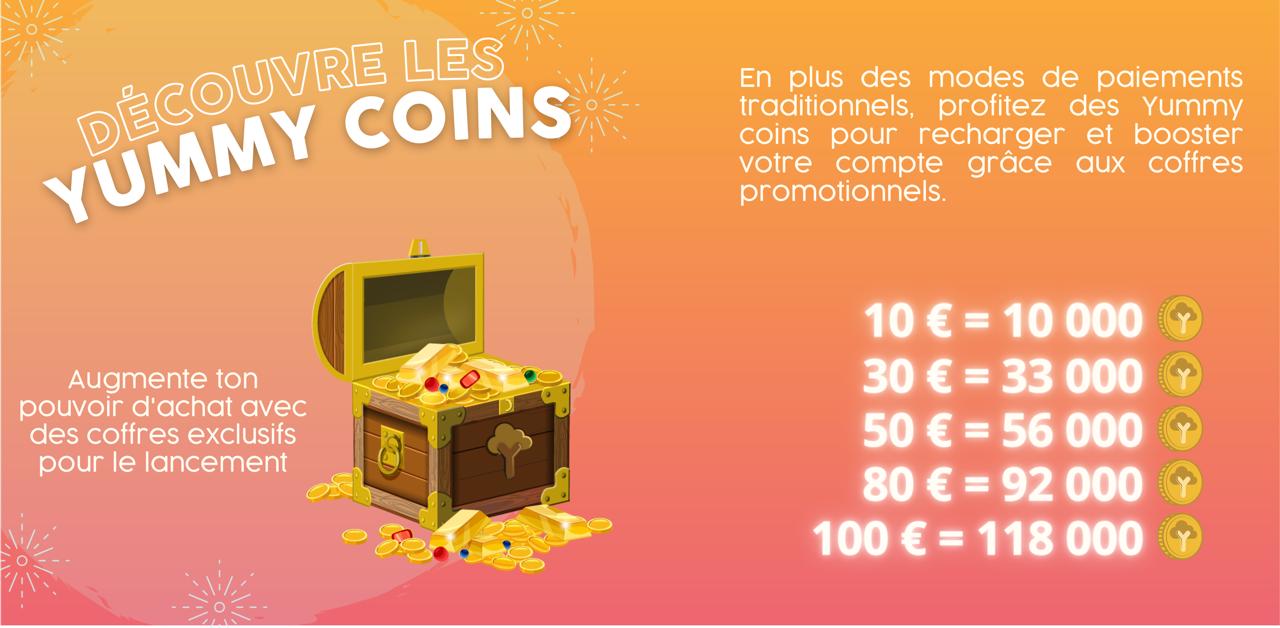 DÉCOUVRE LES
YUMMY COINS
Augmente ton
pouvoir d'achat avec
des coffres exclusifs
pour le lancement
En plus des modes de paiements
traditionnels, profitez des Yummy
coins pour recharger et booster
votre compte grâce aux coffres
promotionnels.
10 € = 10 000
30 € = 33 000
50 € = 56 000
80 € = 92 000
100 € = 118 000